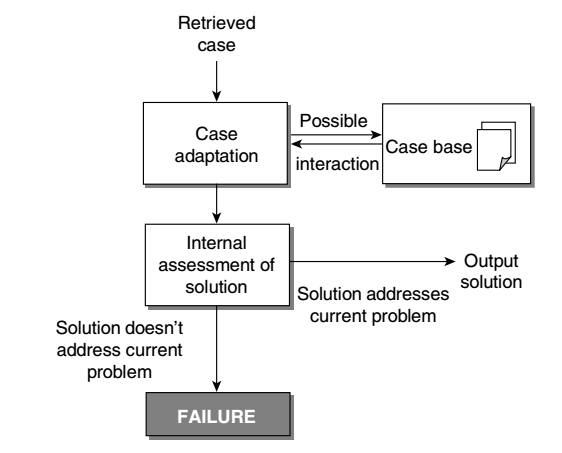 Retrieved
case
Case
adaptation
Possible
interaction
Case base
Internal
assessment of
solution
Output
solution
Solution addresses
current problem
Solution doesn't
address current
problem
FAILURE